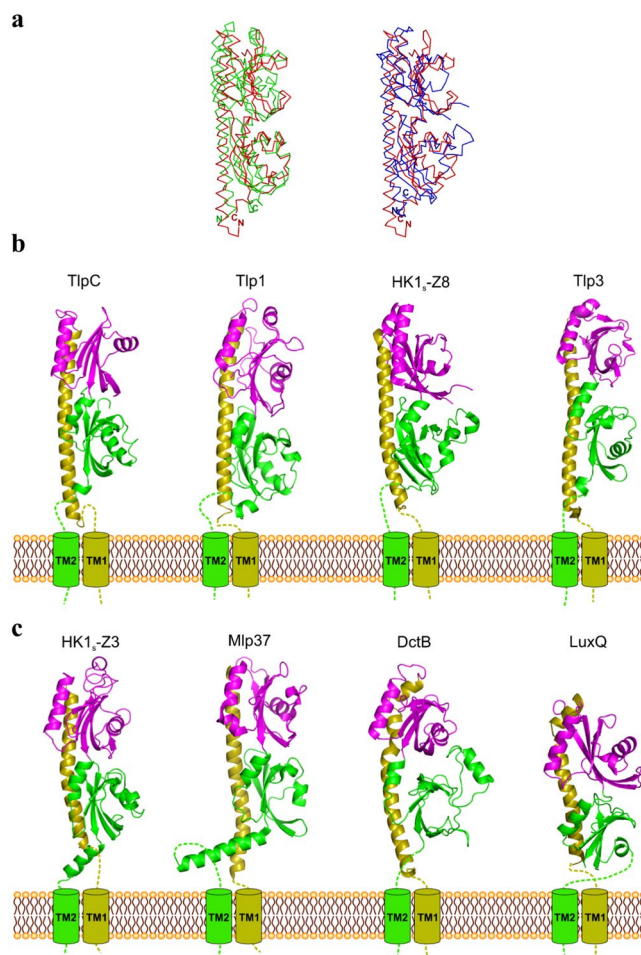 a
N C C
N C
C
N C N
b
TlpC Tlp1 HK1s-Z8 Tlp3
TM2 TM1 TM2 TM1 TM2 TM1 TM2 TM1
c
HK1s-Z3 Mlp37 DctB LuxQ
TM2 TM1 TM2 TM1 TM2 TM1 TM2 TM1